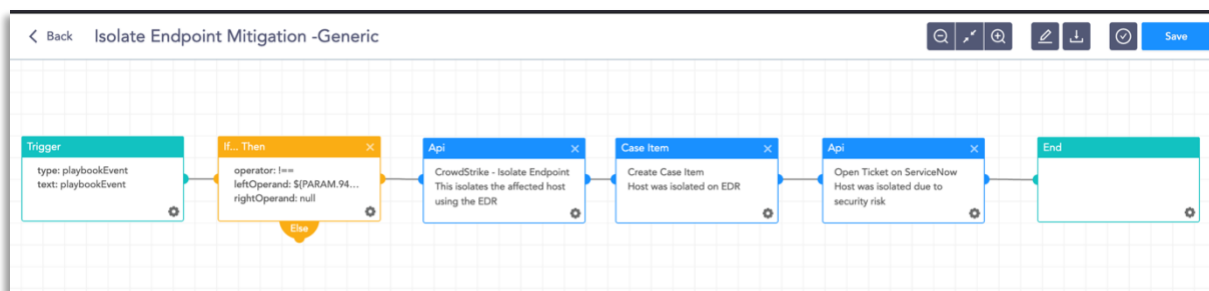 Back
Isolate Endpoint Mitigation -Generic
Save
Trigger
type: playbookEvent
text: playbookEvent
If... Then
operator: !==
leftOperand: ${PARAM.94...
rightOperand: null
Else
Api
CrowdStrike - Isolate Endpoint
This isolates the affected host
using the EDR
Case Item
Create Case Item
Host was isolated on EDR
Api
Open Ticket on ServiceNow
Host was isolated due to
security risk
End